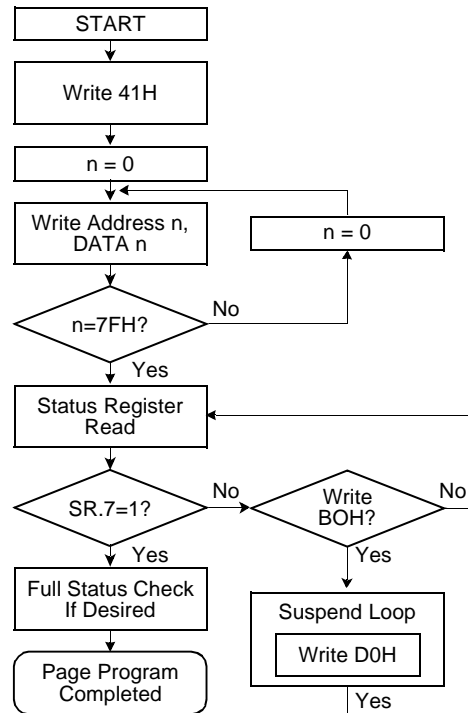 START
Write 41H
n = 0
Write Address n,
DATA n
n = 0
n=7FH?
No
Yes
Status Register
Read
SR.7=1?
No
Write
BOH?
No
Yes
Yes
Full Status Check
If Desired
Suspend Loop
Write D0H
Page Program
Completed
Yes